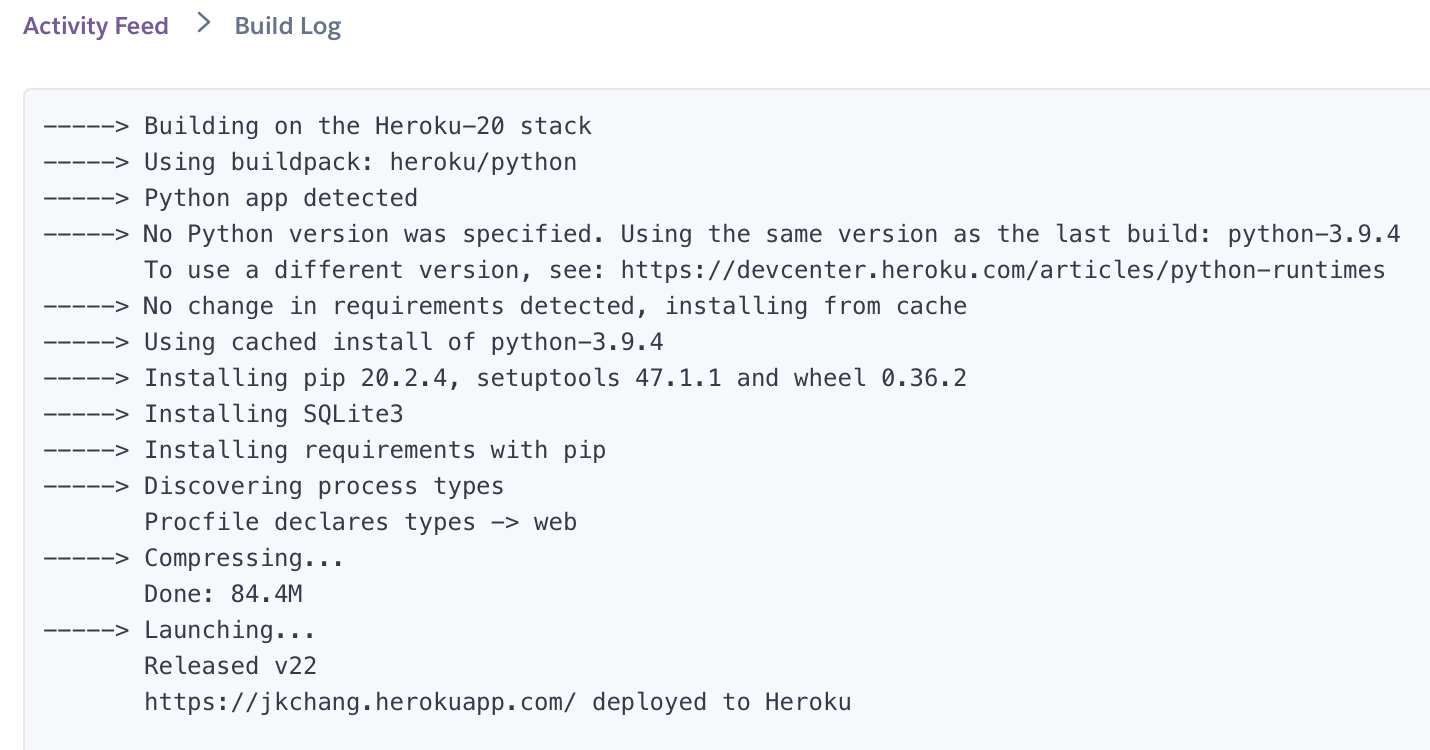 Activity Feed > Build Log
-----> Building on the Heroku-20 stack
-----> Using buildpack: heroku/python
-----> Python app detected
-----> No Python version was specified. Using the same version as the last build: python-3.9.4
       To use a different version, see: https://devcenter.heroku.com/articles/python-runtimes
-----> No change in requirements detected, installing from cache
-----> Using cached install of python-3.9.4
-----> Installing pip 20.2.4, setuptools 47.1.1 and wheel 0.36.2
-----> Installing SQLite3
-----> Installing requirements with pip
-----> Discovering process types
       Procfile declares types -> web
-----> Compressing...
       Done: 84.4M
-----> Launching...
       Released v22
       https://jkchang.herokuapp.com/ deployed to Heroku